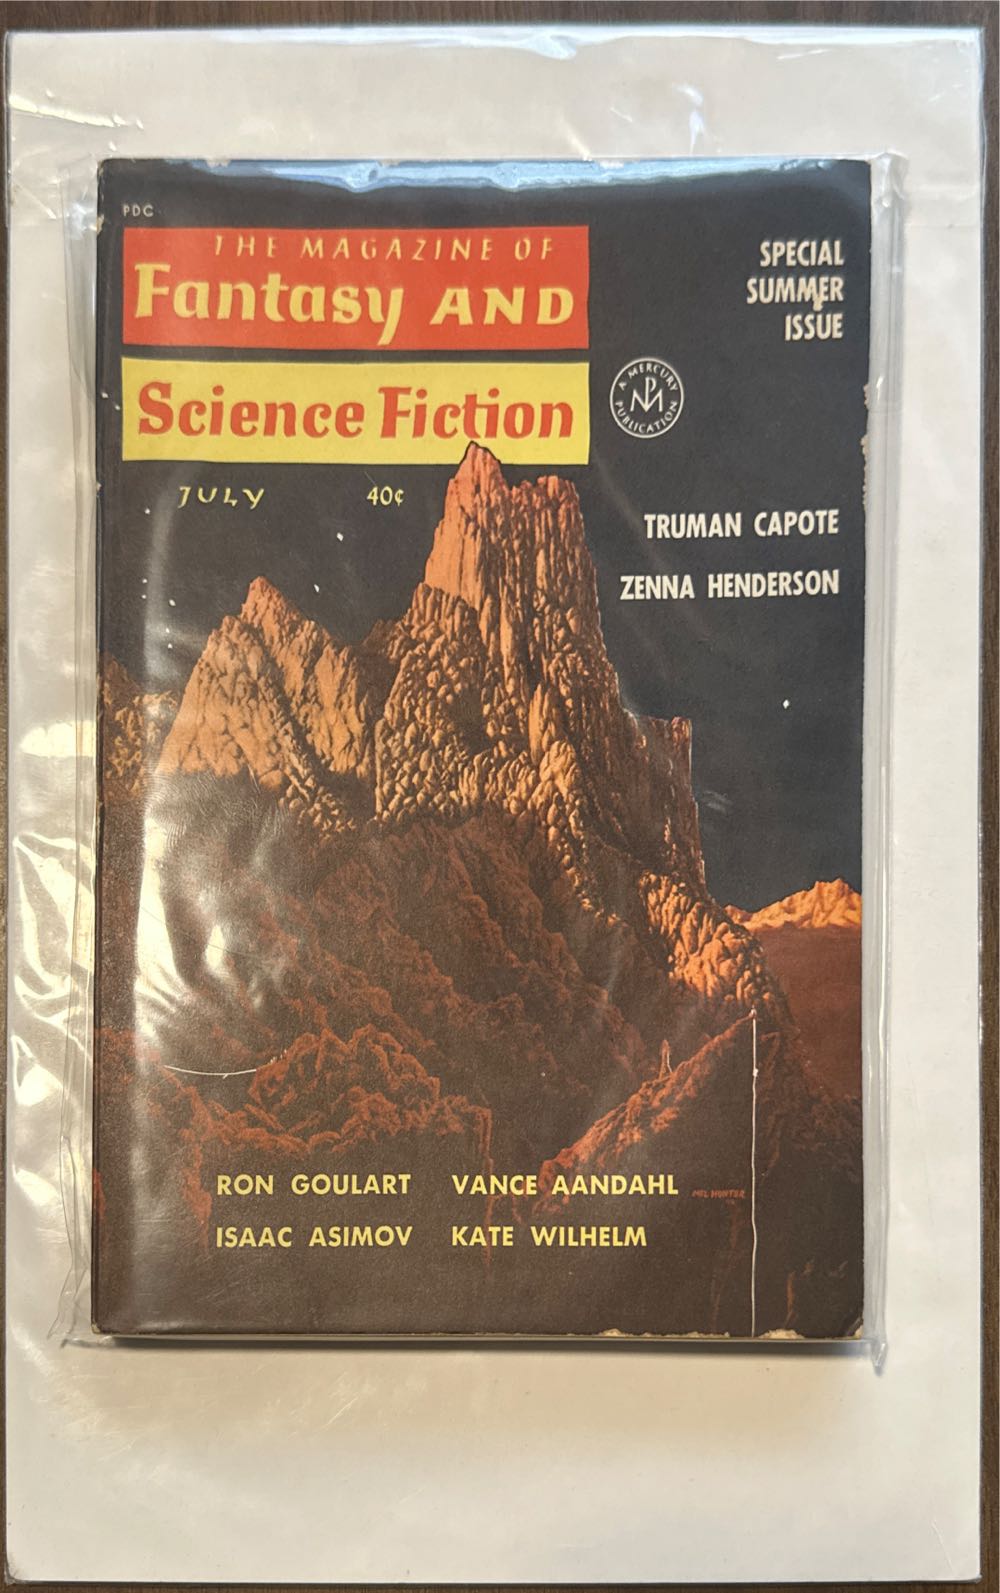 PDC
THE MAGAZINE OF
Fantasy AND
Science Fiction
SPECIAL
SUMMER
ISSUE
A MERCURY
PM
PUBLICATION
JULY 40¢
TRUMAN CAPOTE
ZENNA HENDERSON
RON GOULART VANCE AANDAHL
MEL HUNTER
ISAAC ASIMOV KATE WILHELM